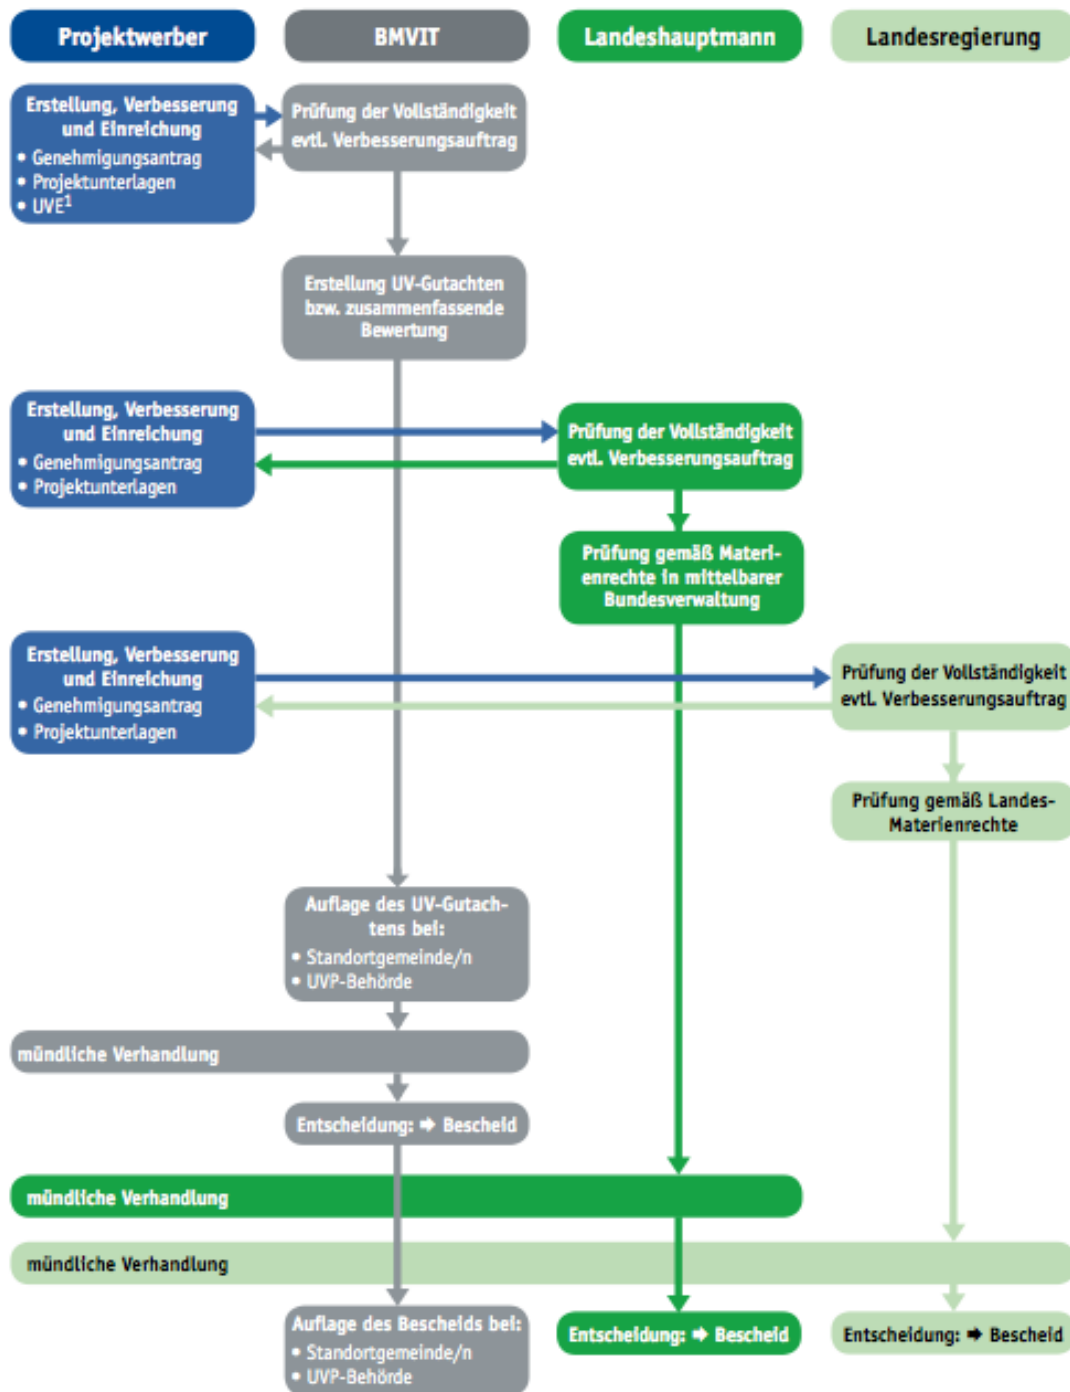 Projektwerber
BMVIT
Landeshauptmann
Landesregierung
Erstellung, Verbesserung
und Einreichung
• Genehmigungsantrag
• Projektunterlagen
• UVE¹
Prüfung der Vollständigkeit
evtl. Verbesserungsauftrag
Erstellung UV-Gutachten
bzw. zusammenfassende
Bewertung
Erstellung, Verbesserung
und Einreichung
• Genehmigungsantrag
• Projektunterlagen
Prüfung der Vollständigkeit
evtl. Verbesserungsauftrag
Prüfung gemäß Materi-
enrechte in mittelbarer
Bundesverwaltung
Erstellung, Verbesserung
und Einreichung
• Genehmigungsantrag
• Projektunterlagen
Prüfung der Vollständigkeit
evtl. Verbesserungsauftrag
Prüfung gemäß Landes-
Materienrechte
Auflage des UV-Gutach-
tens bei:
• Standortgemeinde/n
• UVP-Behörde
mündliche Verhandlung
Entscheidung: ➡ Bescheid
mündliche Verhandlung
mündliche Verhandlung
Auflage des Bescheids bei:
• Standortgemeinde/n
• UVP-Behörde
Entscheidung: ➡ Bescheid
Entscheidung: ➡ Bescheid